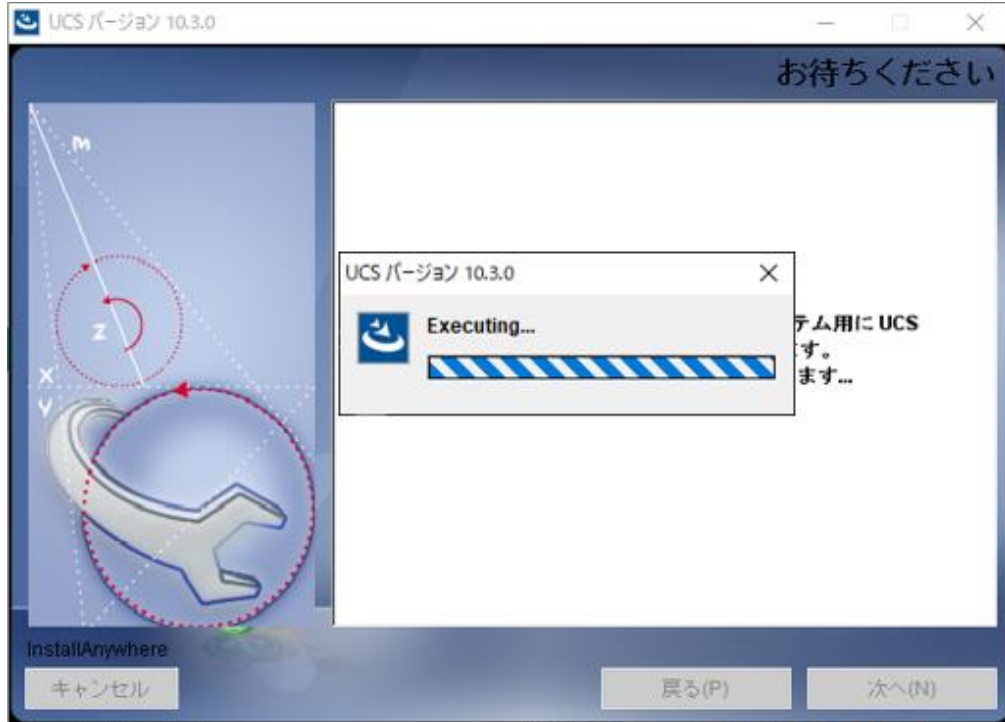 UCS バージョン 10.3.0
お待ちください
M
Z
X
Y
UCS バージョン 10.3.0
Executing...
テム用に UCS
す。
ます...
InstallAnywhere
キャンセル
戻る(P)
次へ(N)